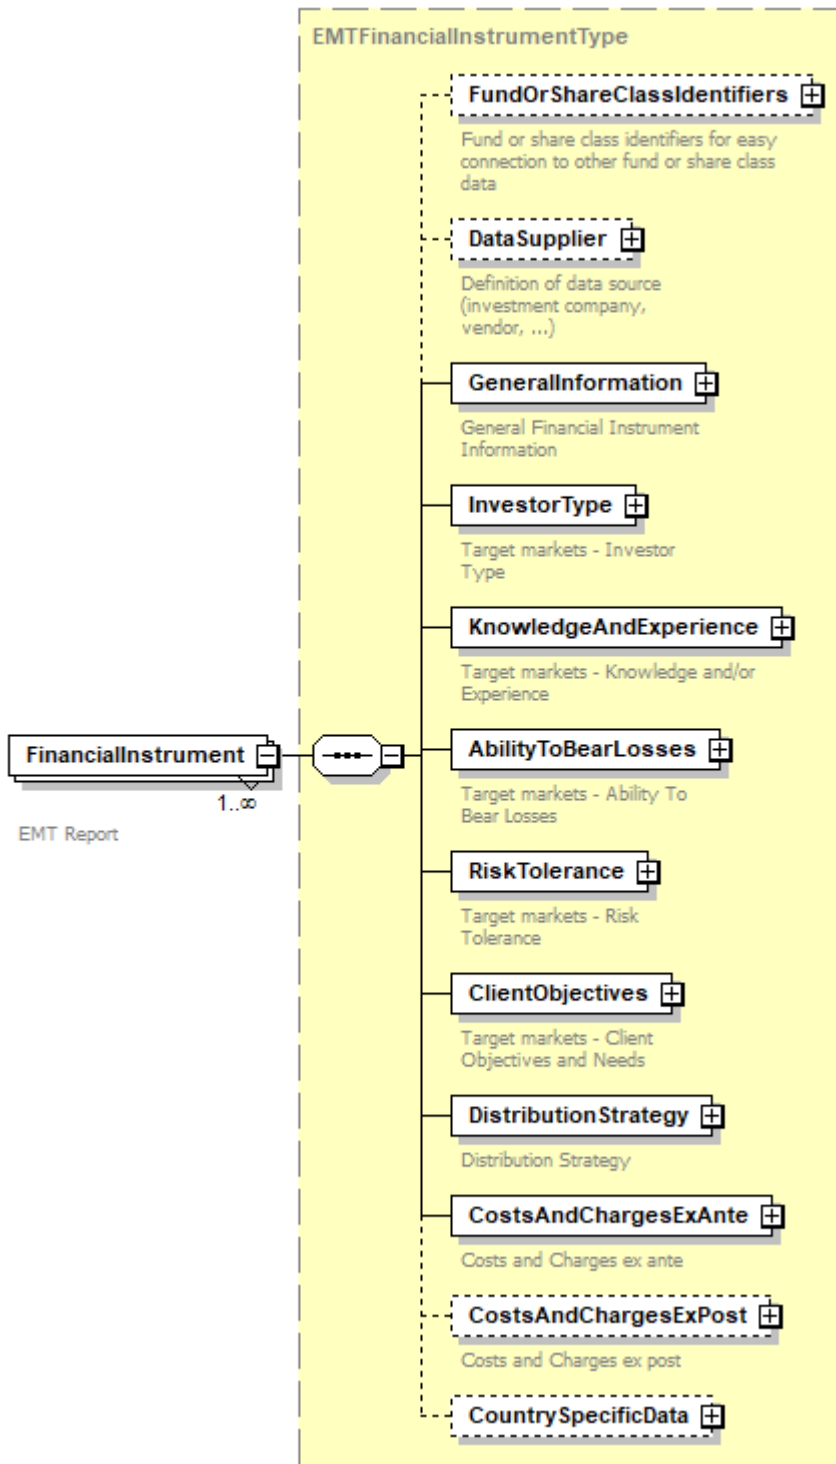 EMTFinancialInstrumentType
FundOrShareClassIdentifiers
Fund or share class identifiers for easy
connection to other fund or share class
data
DataSupplier
Definition of data source
(investment company,
vendor, ...)
GeneralInformation
General Financial Instrument
Information
InvestorType
Target markets - Investor
Type
KnowledgeAndExperience
Target markets - Knowledge and/or
Experience
FinancialInstrument
1..∞
EMT Report
AbilityToBearLosses
Target markets - Ability To
Bear Losses
RiskTolerance
Target markets - Risk
Tolerance
ClientObjectives
Target markets - Client
Objectives and Needs
DistributionStrategy
Distribution Strategy
CostsAndChargesExAnte
Costs and Charges ex ante
CostsAndChargesExPost
Costs and Charges ex post
CountrySpecificData